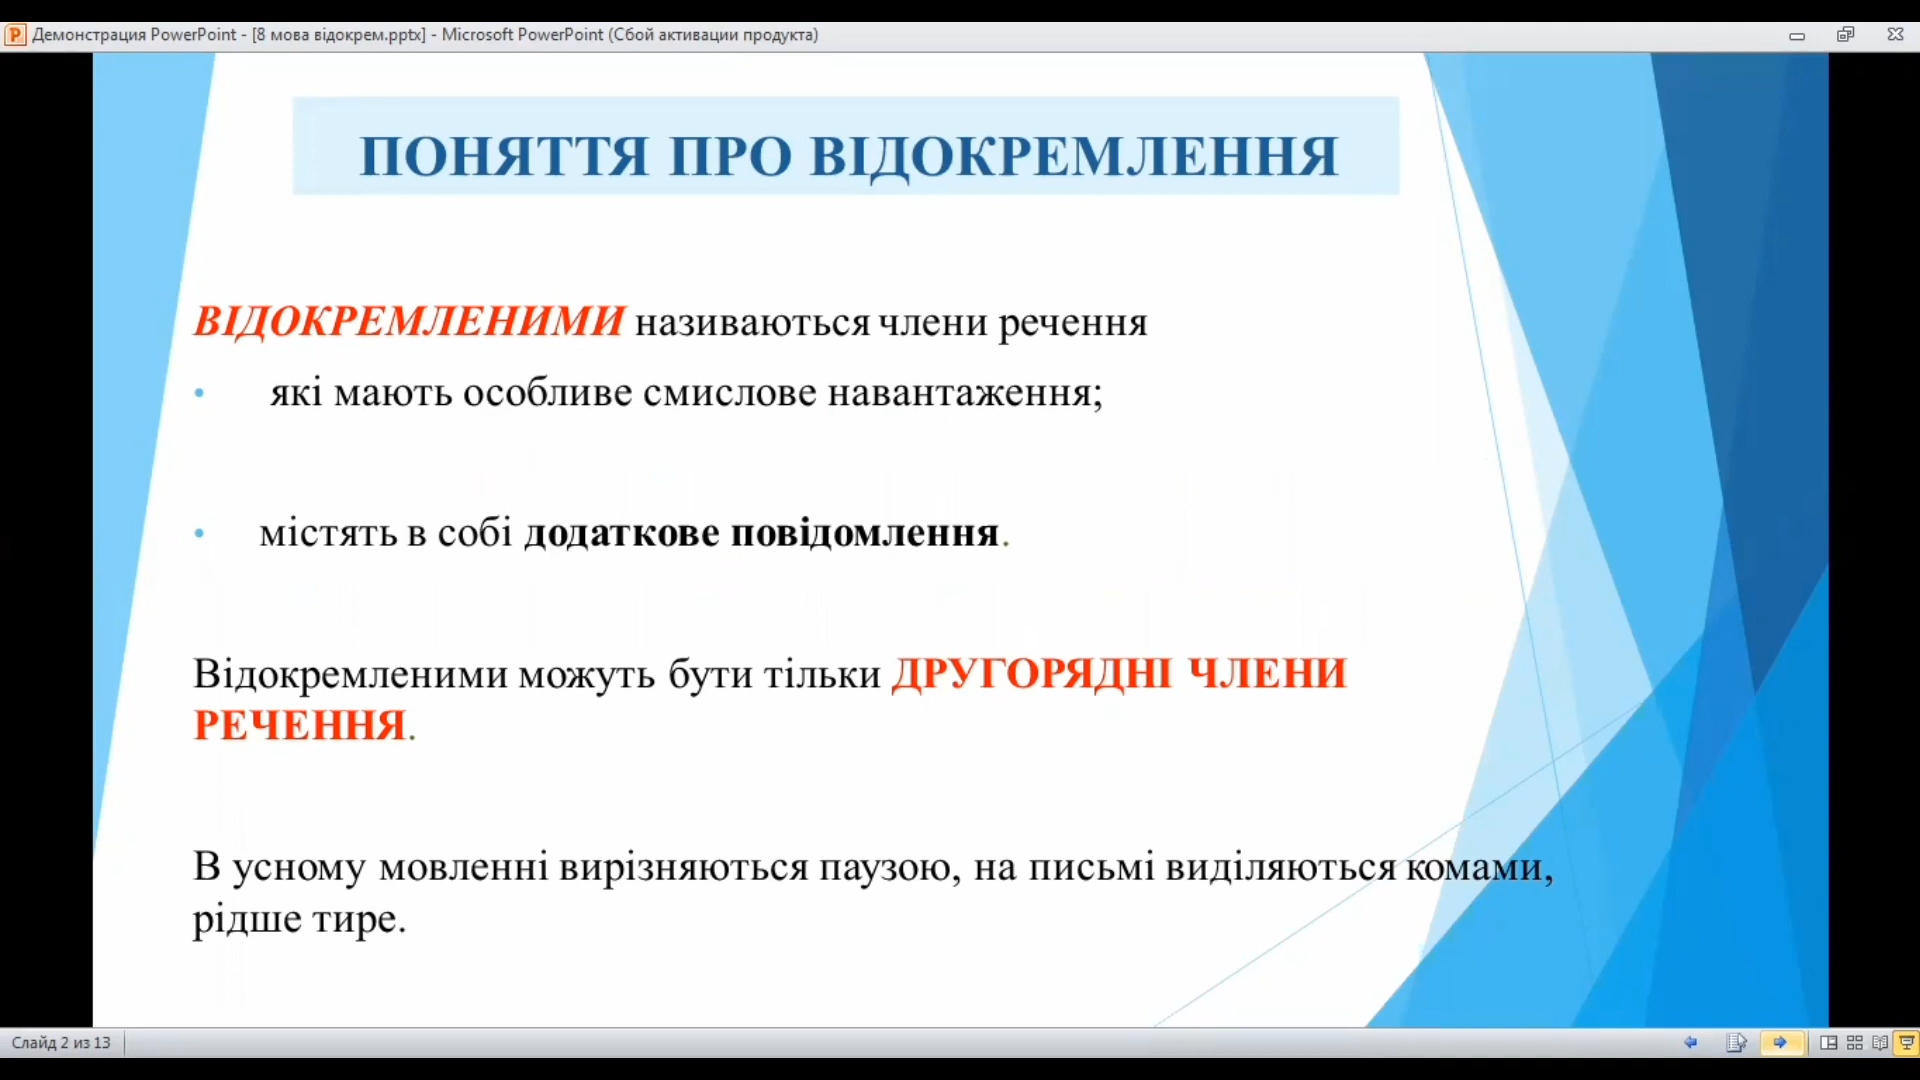 Демонстрация PowerPoint - [8 мова відокрем.pptx] - Microsoft PowerPoint (Сбой активации продукта)
ПОНЯТТЯ ПРО ВІДОКРЕМЛЕННЯ
ВІДОКРЕМЛЕНИМИ називаються члени речення
• які мають особливе смислове навантаження;
• містять в собі додаткове повідомлення.
Відокремленими можуть бути тільки ДРУГОРЯДНІ ЧЛЕНИ
РЕЧЕННЯ.
В усному мовленні вирізняються паузою, на письмі виділяються комами,
рідше тире.
Слайд 2 из 13